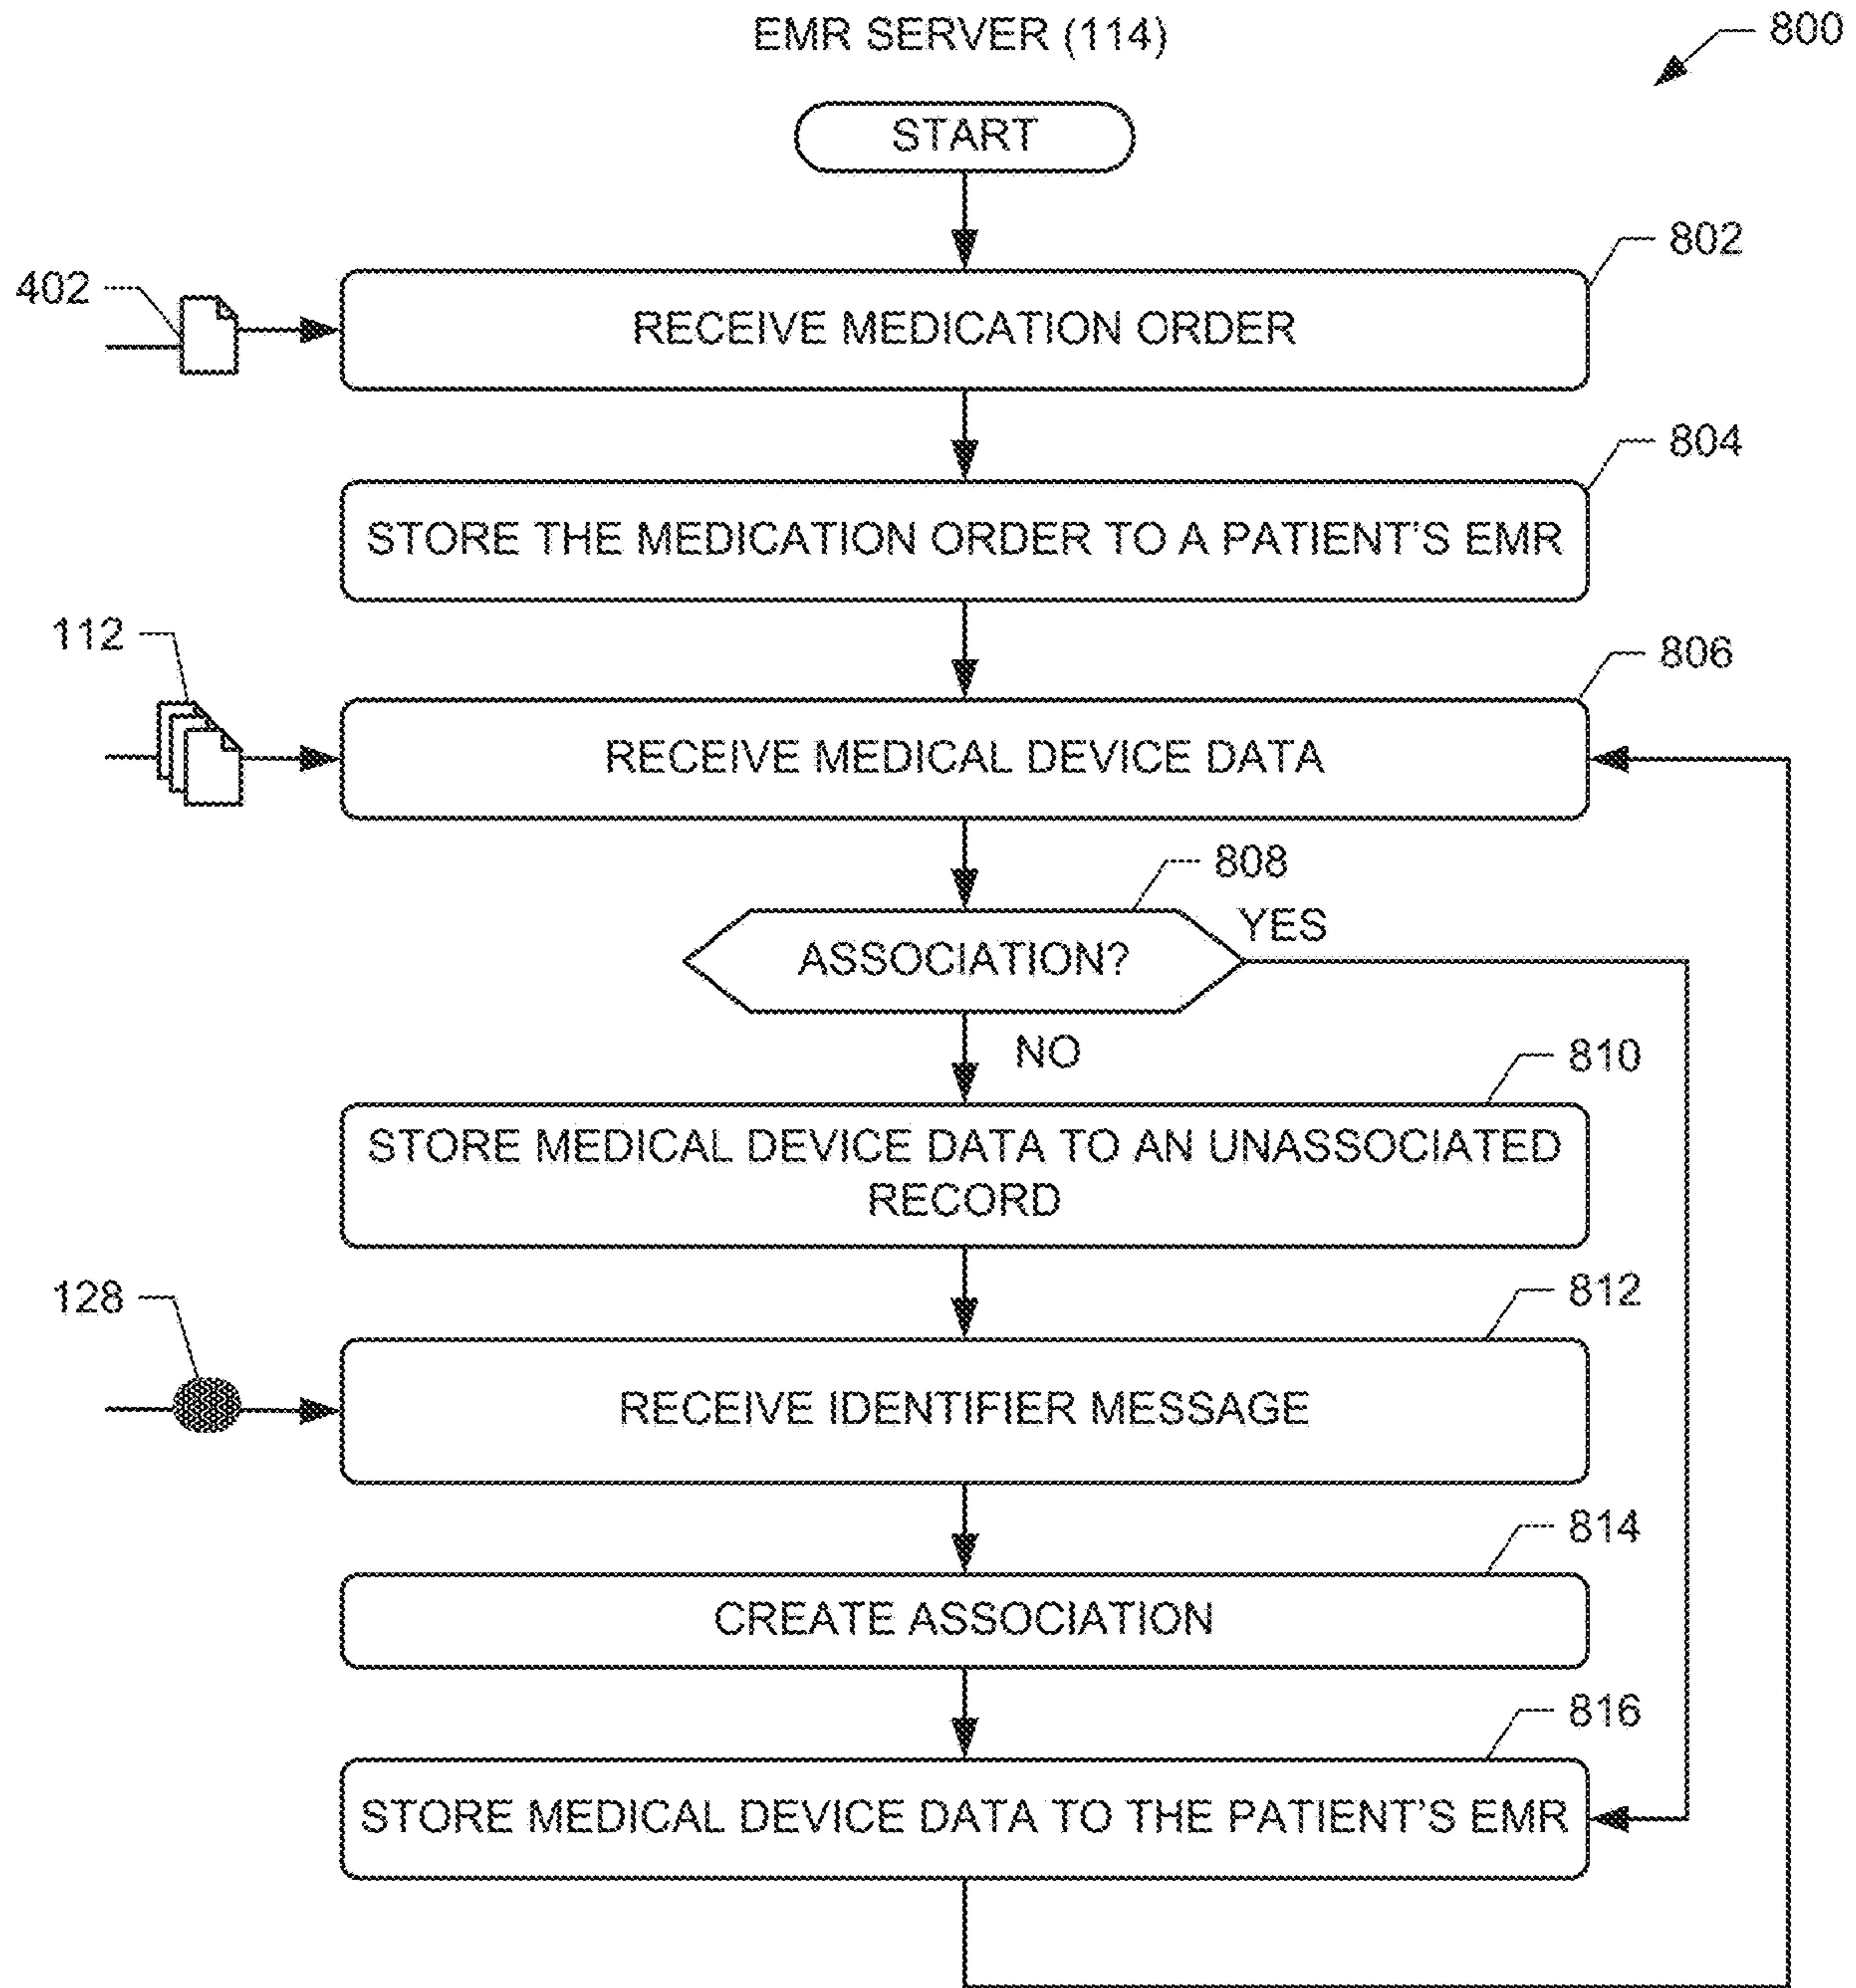 EMR SERVER (114)
800
START
802
402
RECEIVE MEDICATION ORDER
804
STORE THE MEDICATION ORDER TO A PATIENT'S EMR
112
806
RECEIVE MEDICAL DEVICE DATA
808
YES
ASSOCIATION?
NO
810
STORE MEDICAL DEVICE DATA TO AN UNASSOCIATED
RECORD
128
812
RECEIVE IDENTIFIER MESSAGE
814
CREATE ASSOCIATION
816
STORE MEDICAL DEVICE DATA TO THE PATIENT'S EMR